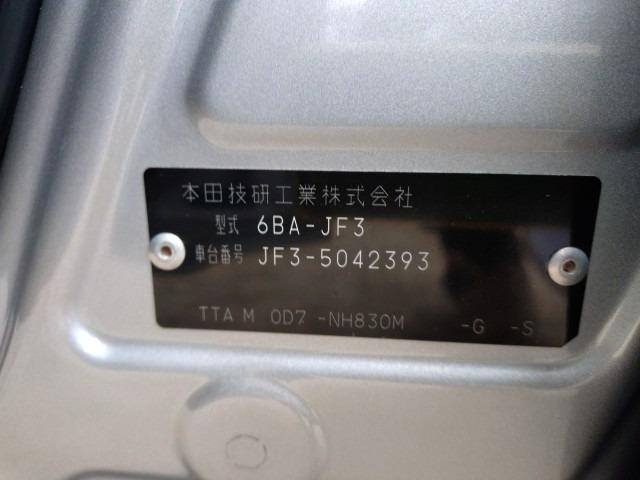 本田技研工業株式会社
型式 6BA-JF3
車台番号 JF3-5042393
TTA M 0D7 -NH830M -G -S